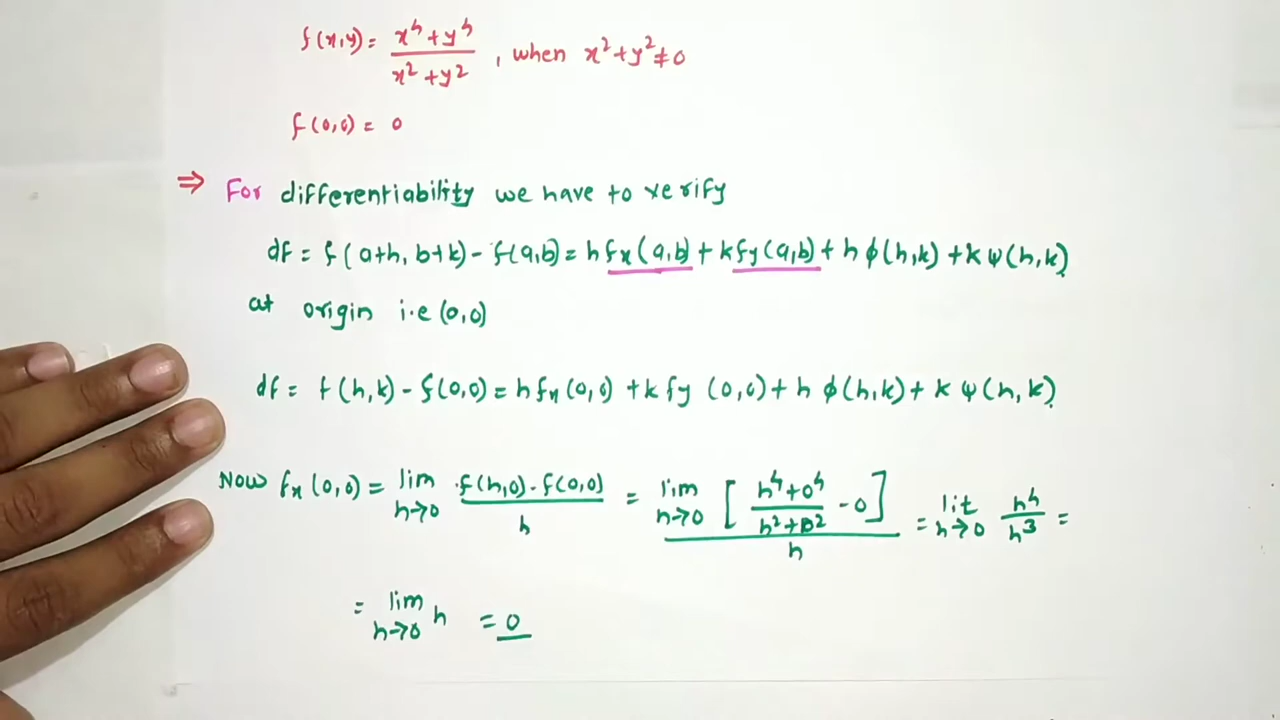 f(x,y) = x⁴+y⁴ / x²+y² , when x²+y²≠0
f(0,0) = 0
⇒ For differentiability we have to verify
df = f(a+h, b+k) - f(a,b) = h fx(a,b) + k fy(a,b) + h ϕ(h,k) + k ψ(h,k)
at origin i.e (0,0)
df = f(h,k) - f(0,0) = h fx(0,0) + k fy (0,0) + h ϕ(h,k) + k ψ(h,k)
Now fx(0,0) = lim h→0 f(h,0) - f(0,0) / h = lim h→0 [ h⁴+0⁴ / h²+0² - 0 ] / h = lit h→0 h⁴ / h³ =
= lim h→0 h = 0